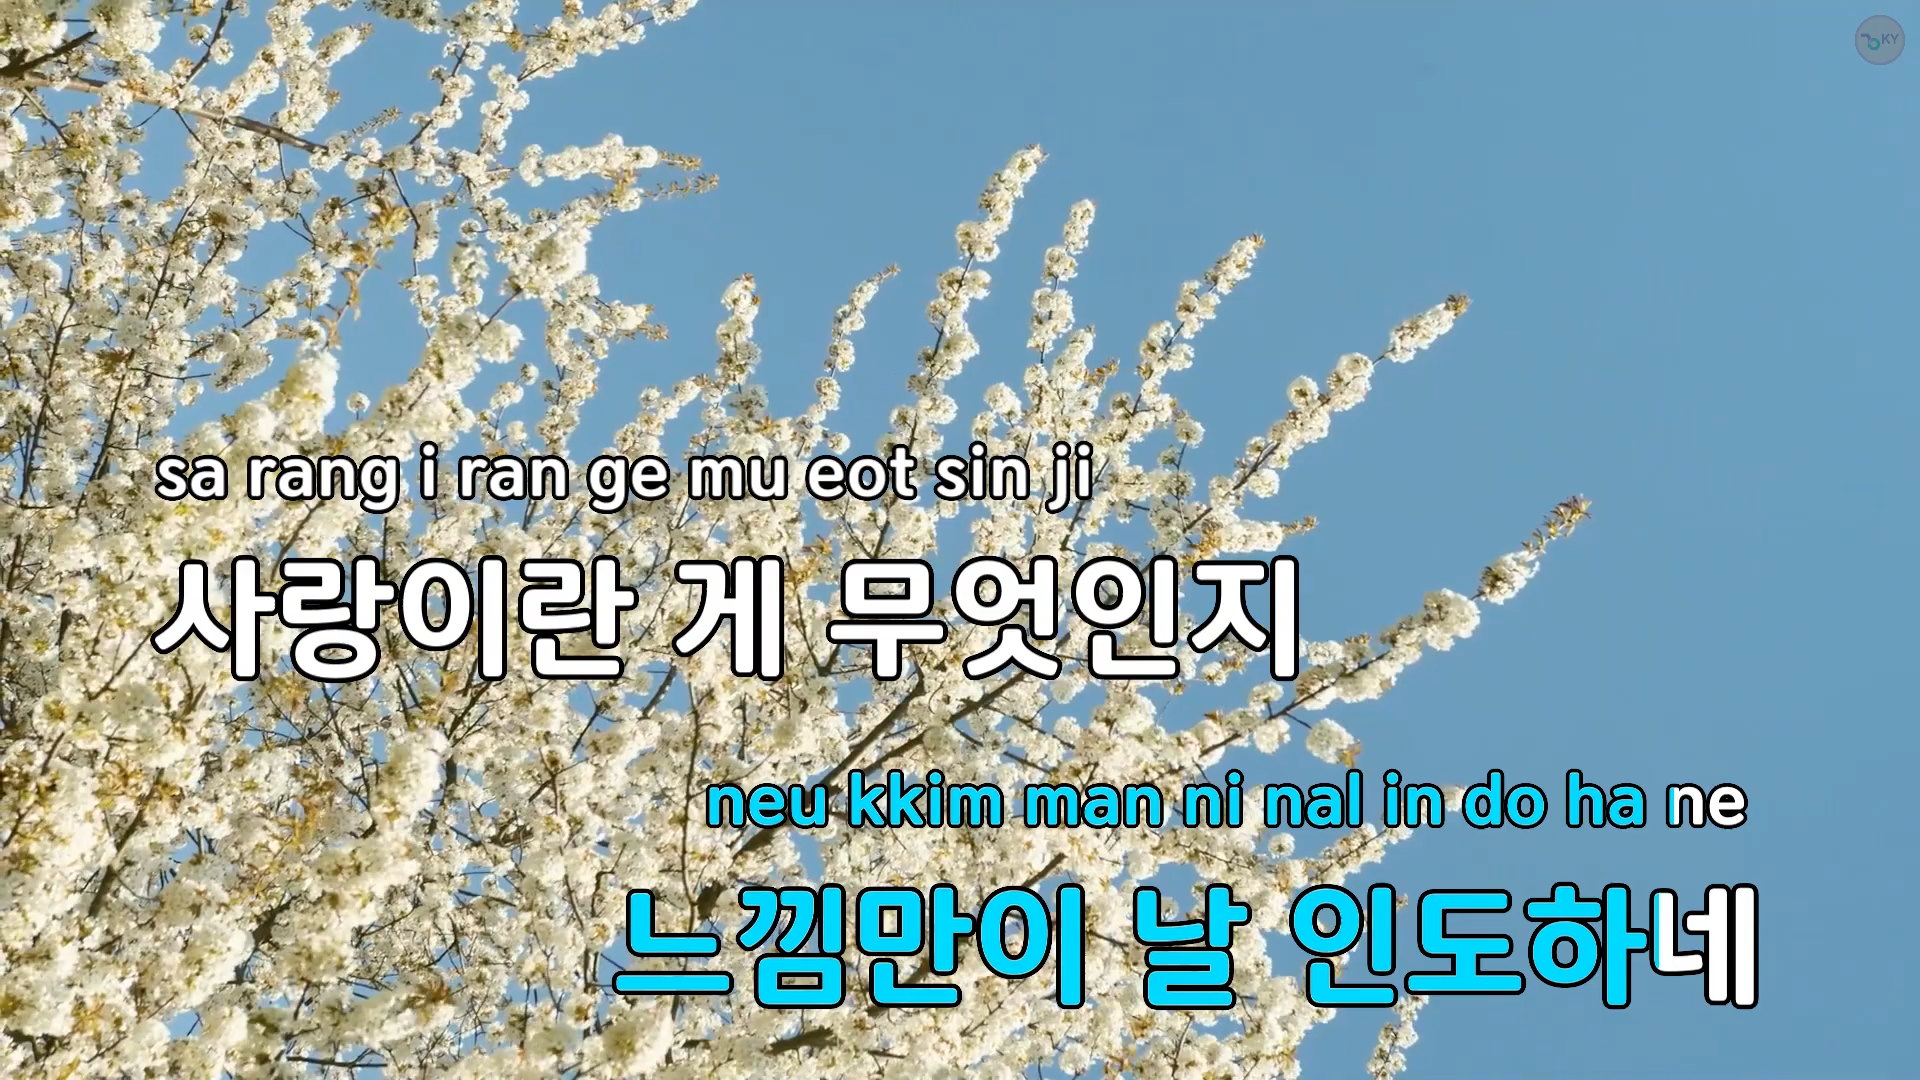 KY
sa rang i ran ge mu eot sin ji
사랑이란 게 무엇인지
neu kkim man ni nal in do ha ne
느낌만이 날 인도하네